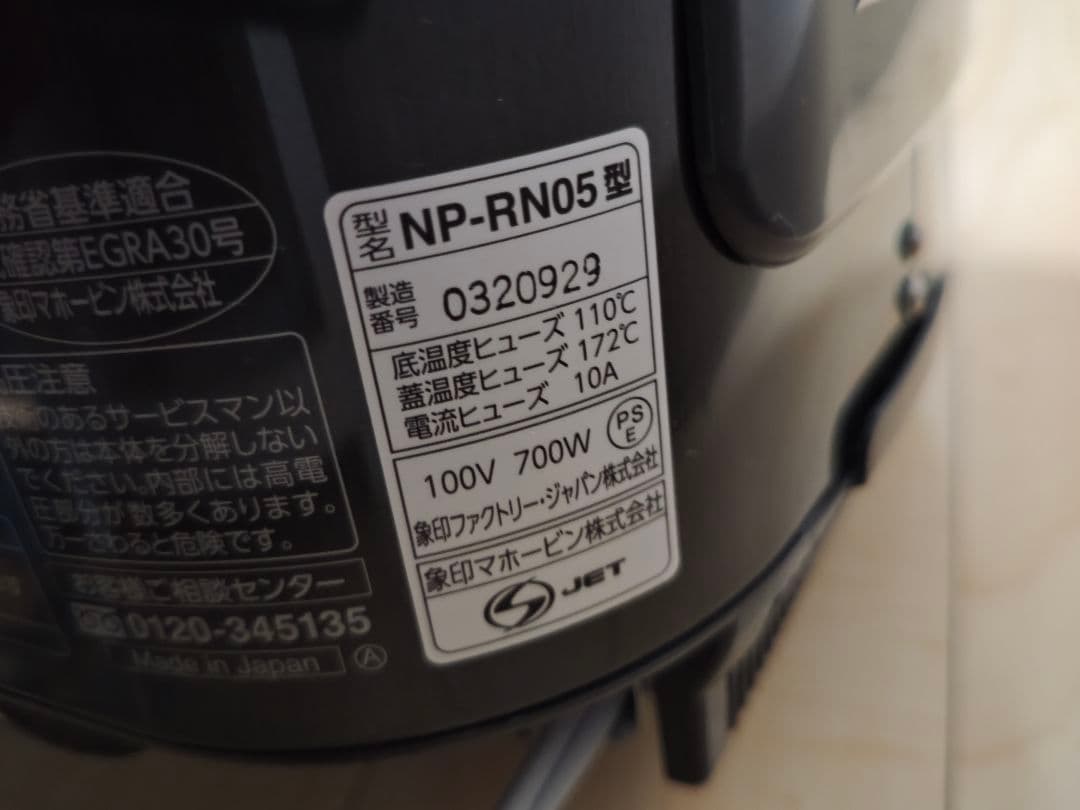 務省基準適合
確認第EGRA30号
象印マホービン株式会社
圧注意
のあるサービスマン以
外の方は本体を分解しない
でください。内部には高電
圧部分が数多くあります。
お客様ご相談センター
0120-345135
Made in Japan Ⓐ
型名 NP-RN05型
製造番号 0320929
底温度ヒューズ 110℃
蓋温度ヒューズ 172℃
電流ヒューズ 10A
100V 700W PSE
象印ファクトリー・ジャパン株式会社
象印マホービン株式会社
JET